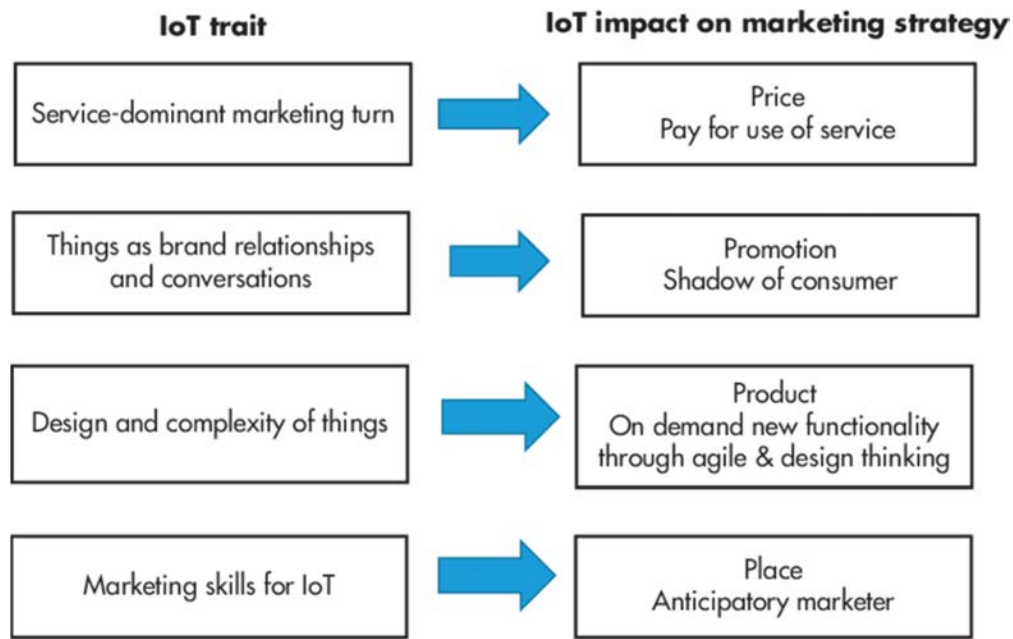 IoT trait
IoT impact on marketing strategy
Service-dominant marketing turn
Price
Pay for use of service
Things as brand relationships
and conversations
Promotion
Shadow of consumer
Design and complexity of things
Product
On demand new functionality
through agile & design thinking
Marketing skills for IoT
Place
Anticipatory marketer